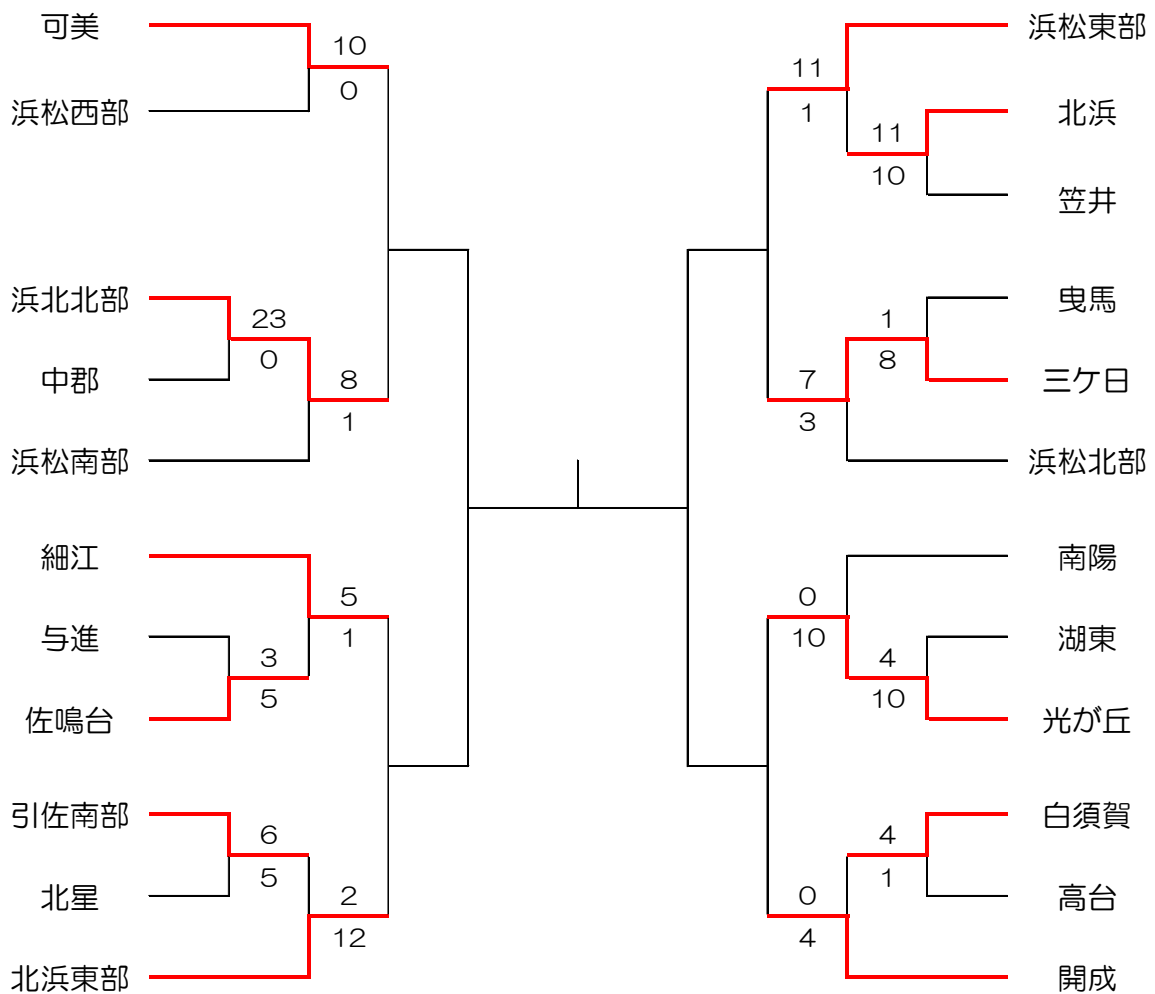 可美
10
0
浜松西部
浜北北部
23
0
中郡
8
1
浜松南部
細江
5
1
与進
3
5
佐鳴台
引佐南部
6
5
北星
2
12
北浜東部
浜松東部
11
1
北浜
11
10
笠井
曳馬
1
8
三ケ日
7
3
浜松北部
南陽
0
10
湖東
4
10
光が丘
白須賀
4
1
高台
0
4
開成